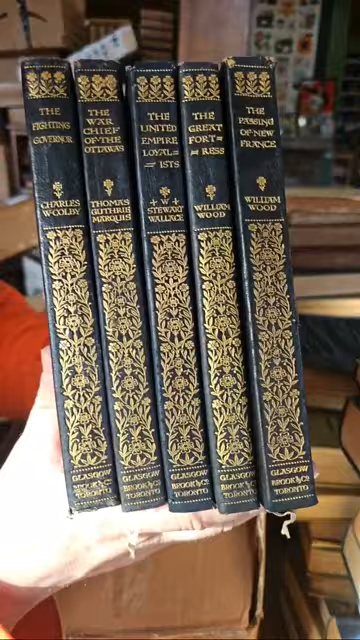 THE
FIGHTING
GOVERNOR
CHARLES
W COLBY
GLASGOW
BROOK & CO
TORONTO
THE
WAR
CHIEF
OF THE
OTTAWAS
THOMAS
GUTHRIE
MARQUIS
GLASGOW
BROOK & CO
TORONTO
THE
UNITED
EMPIRE
LOYAL=
= ISTS
+ W +
STEWART
WALLACE
GLASGOW
BROOK & CO
TORONTO
THE
GREAT
FORT=
= RESS
WILLIAM
WOOD
GLASGOW
BROOK & CO
TORONTO
THE
PASSING
OF NEW
FRANCE
WILLIAM
WOOD
GLASGOW
BROOK & CO
TORONTO